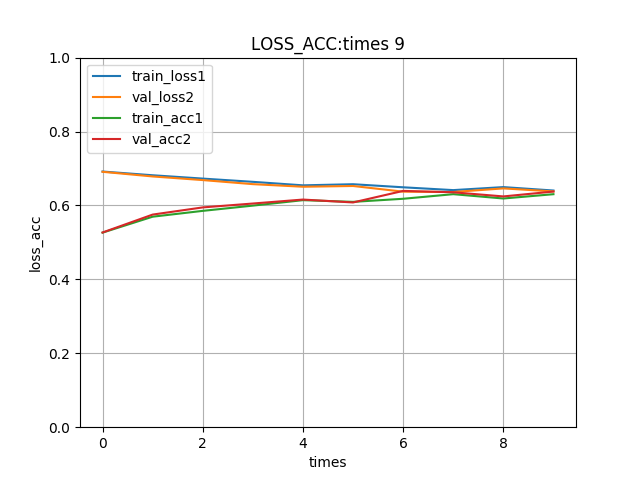 LOSS_ACC:times 9
1.0
0.8
0.6
0.4
0.2
0.0
loss_acc
train_loss1
val_loss2
train_acc1
val_acc2
0 2 4 6 8
times